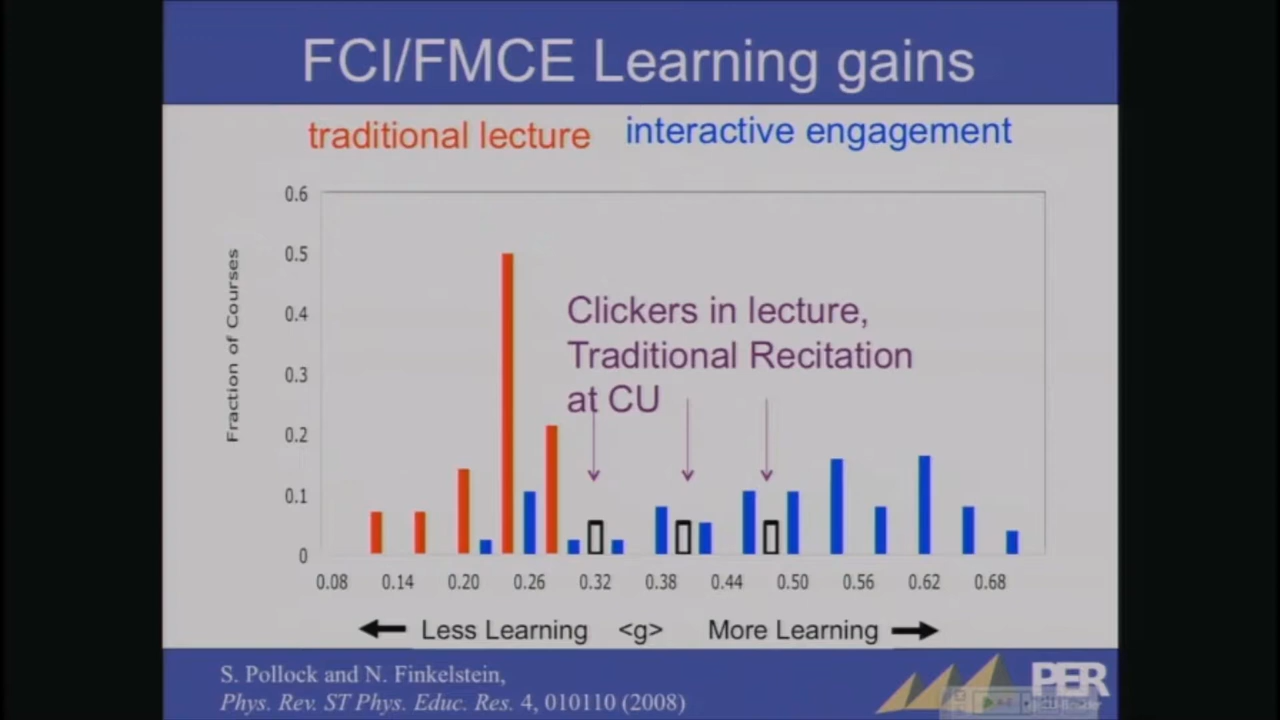 FCI/FMCE Learning gains
traditional lecture interactive engagement
Fraction of Courses
0.6
0.5
0.4
0.3
0.2
0.1
0
Clickers in lecture,
Traditional Recitation
at CU
0.08 0.14 0.20 0.26 0.32 0.38 0.44 0.50 0.56 0.62 0.68
Less Learning <g> More Learning
S. Pollock and N. Finkelstein,
Phys. Rev. ST Phys. Educ. Res. 4, 010110 (2008)
PER